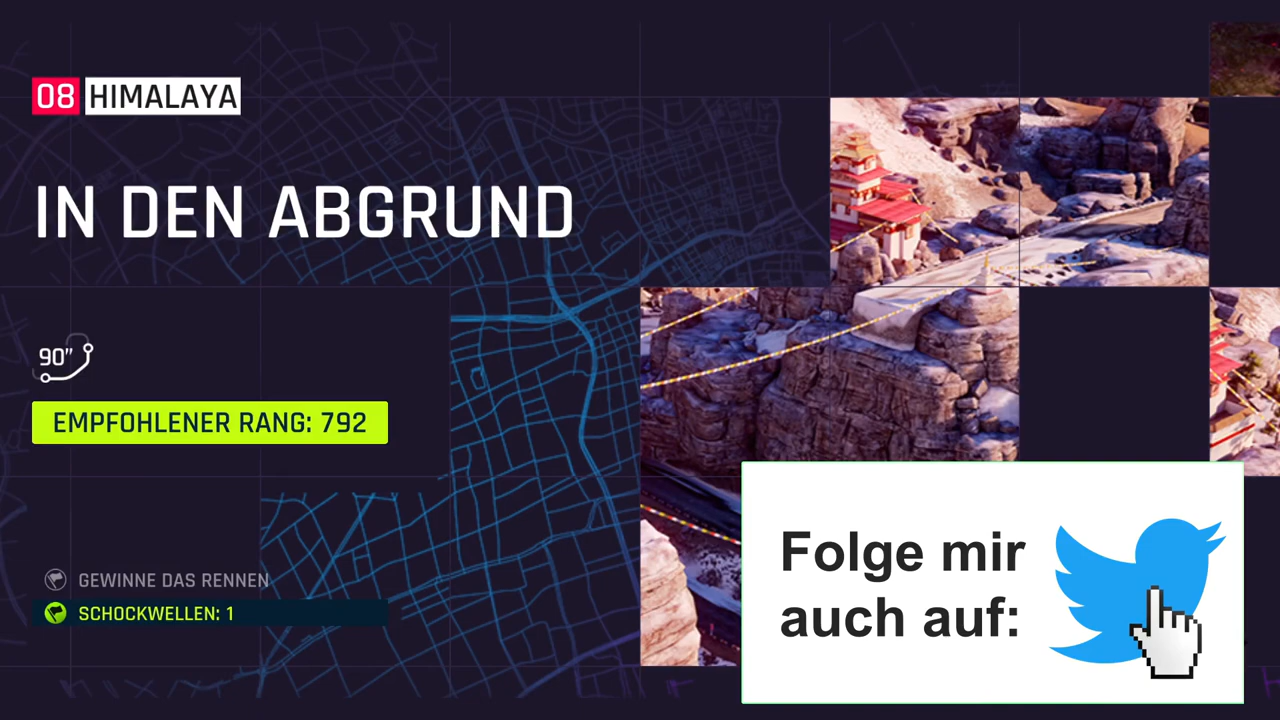 08 HIMALAYA
IN DEN ABGRUND
90"
EMPFOHLENER RANG: 792
GEWINNE DAS RENNEN
SCHOCKWELLEN: 1
Folge mir
auch auf: